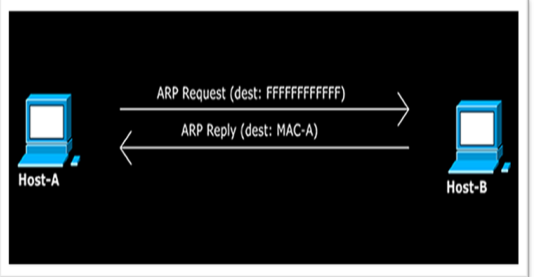 ARP Request (dest: FFFFFFFFFFFF)
ARP Reply (dest: MAC-A)
Host-A
Host-B